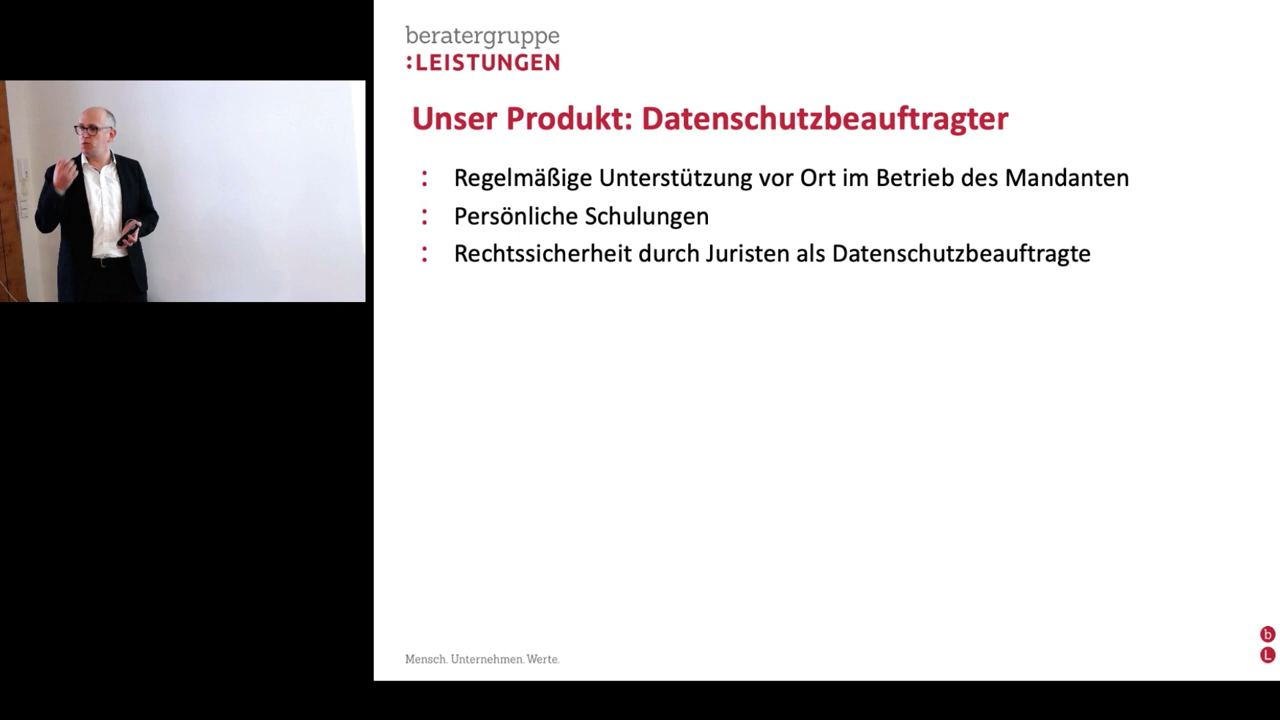 beratergruppe
:LEISTUNGEN
Unser Produkt: Datenschutzbeauftragter
: Regelmäßige Unterstützung vor Ort im Betrieb des Mandanten
: Persönliche Schulungen
: Rechtssicherheit durch Juristen als Datenschutzbeauftragte
Mensch. Unternehmen. Werte.
b
L